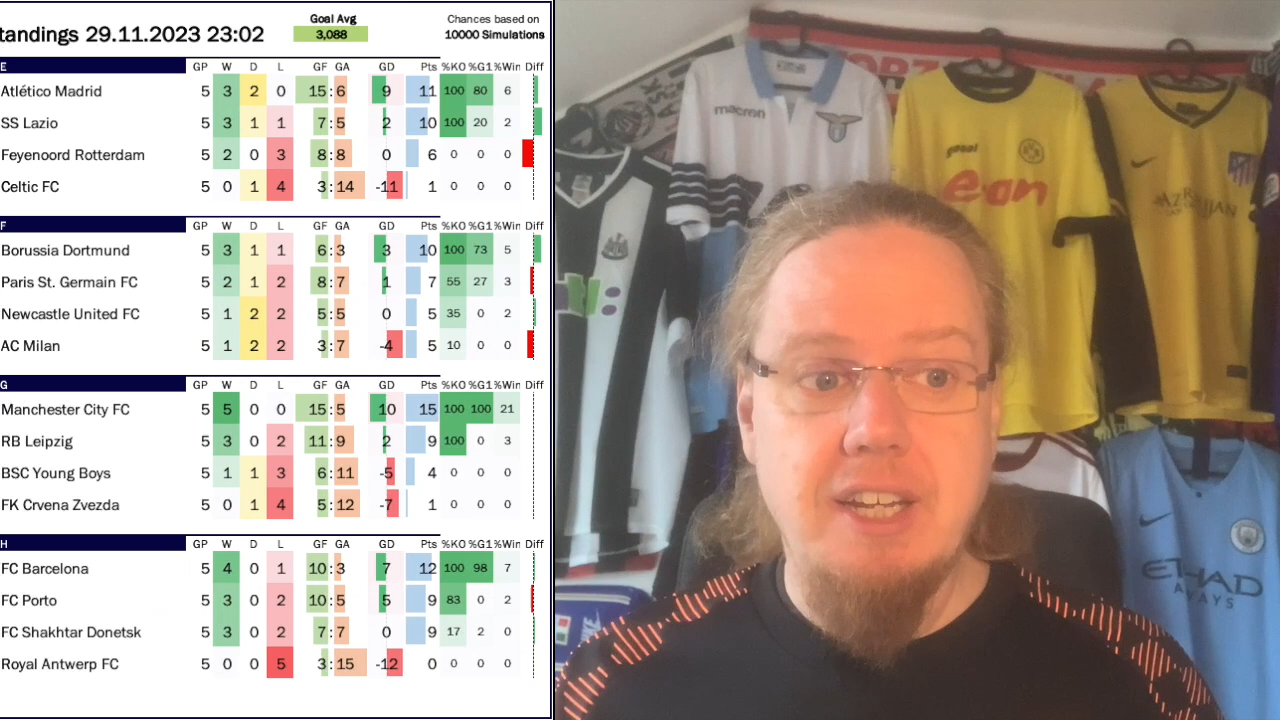 Goal Avg
Chances based on
tandings 29.11.2023 23:02
3,088
10000 Simulations
E GP W D L GF GA GD Pts %KO %G1 %Win Diff
Atlético Madrid 5 3 2 0 15:6 9 11 100 80 6
SS Lazio 5 3 1 1 7:5 2 10 100 20 2
Feyenoord Rotterdam 5 2 0 3 8:8 0 6 0 0 0
Celtic FC 5 0 1 4 3:14 -11 1 0 0 0
F GP W D L GF GA GD Pts %KO %G1 %Win Diff
Borussia Dortmund 5 3 1 1 6:3 3 10 100 73 5
Paris St. Germain FC 5 2 1 2 8:7 1 7 55 27 3
Newcastle United FC 5 1 2 2 5:5 0 5 35 0 2
AC Milan 5 1 2 2 3:7 -4 5 10 0 0
G GP W D L GF GA GD Pts %KO %G1 %Win Diff
Manchester City FC 5 5 0 0 15:5 10 15 100 100 21
RB Leipzig 5 3 0 2 11:9 2 9 100 0 3
BSC Young Boys 5 1 1 3 6:11 -5 4 0 0 0
FK Crvena Zvezda 5 0 1 4 5:12 -7 1 0 0 0
H GP W D L GF GA GD Pts %KO %G1 %Win Diff
FC Barcelona 5 4 0 1 10:3 7 12 100 98 7
FC Porto 5 3 0 2 10:5 5 9 83 0 2
FC Shakhtar Donetsk 5 3 0 2 7:7 0 9 17 2 0
Royal Antwerp FC 5 0 0 5 3:15 -12 0 0 0 0
macron
e·on
ETIHAD
AIRWAYS